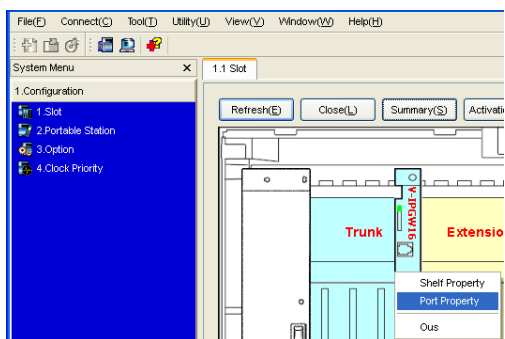 File(F) Connect(C) Tool(T) Utility(U) View(V) Window(W) Help(H)
System Menu
1.1 Slot
1.Configuration
1.Slot
2.Portable Station
3.Option
4.Clock Priority
Refresh(E) Close(L) Summary(S) Activati
V-IPGW16
Trunk
Extensio
Shelf Property
Port Property
Ous